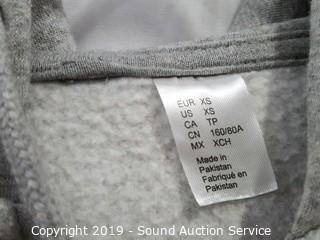 EUR XS
US XS
CA TP
CN 160/80A
MX XCH
Made in
Pakistan
Fabriqué en
Pakistan
Copyright 2019 - Sound Auction Service